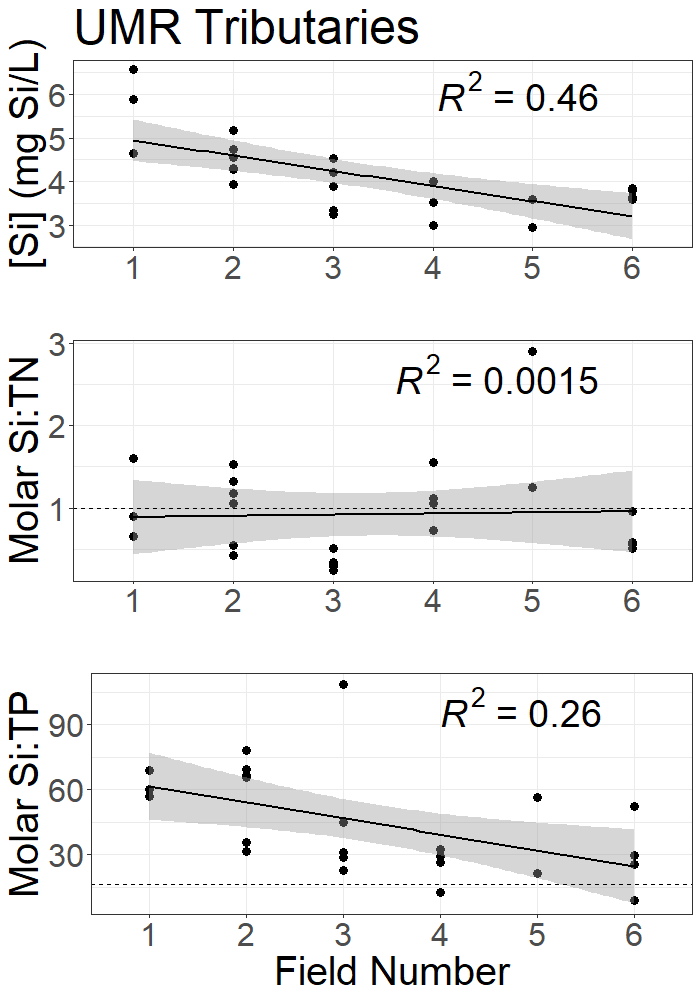 UMR Tributaries
[Si] (mg Si/L)
R² = 0.46
6
5
4
3
1 2 3 4 5 6
Molar Si:TN
R² = 0.0015
3
2
1
1 2 3 4 5 6
Molar Si:TP
R² = 0.26
90
60
30
1 2 3 4 5 6
Field Number